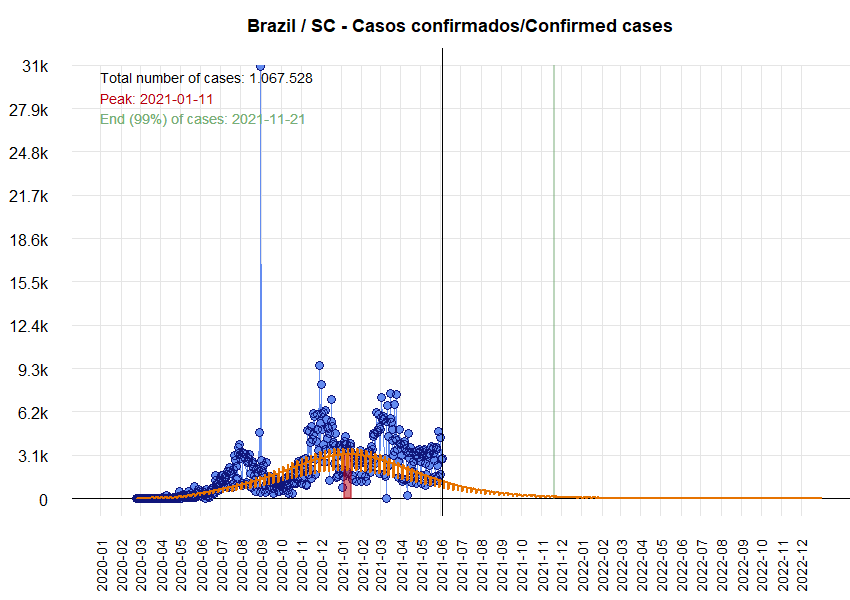 Brazil / SC - Casos confirmados/Confirmed cases
31k
27.9k
24.8k
21.7k
18.6k
15.5k
12.4k
9.3k
6.2k
3.1k
0
Total number of cases: 1.067.528
Peak: 2021-01-11
End (99%) of cases: 2021-11-21
2020-01
2020-02
2020-03
2020-04
2020-05
2020-06
2020-07
2020-08
2020-09
2020-10
2020-11
2020-12
2021-01
2021-02
2021-03
2021-04
2021-05
2021-06
2021-07
2021-08
2021-09
2021-10
2021-11
2021-12
2022-01
2022-02
2022-03
2022-04
2022-05
2022-06
2022-07
2022-08
2022-09
2022-10
2022-11
2022-12